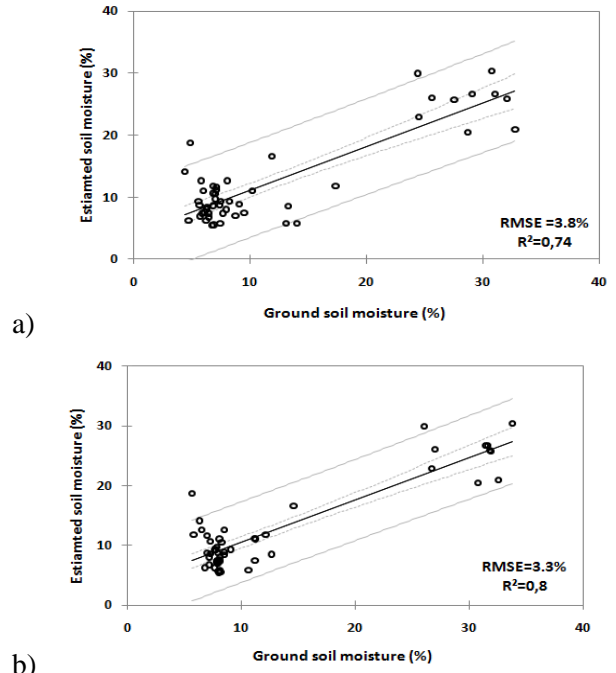 Estiamted soil moisture (%)
40
30
20
10
0
RMSE =3.8%
R²=0,74
0 10 20 30 40
Ground soil moisture (%)
a)
Estiamted soil moisture (%)
40
30
20
10
0
RMSE=3.3%
R²=0,8
0 10 20 30 40
Ground soil moisture (%)
b)